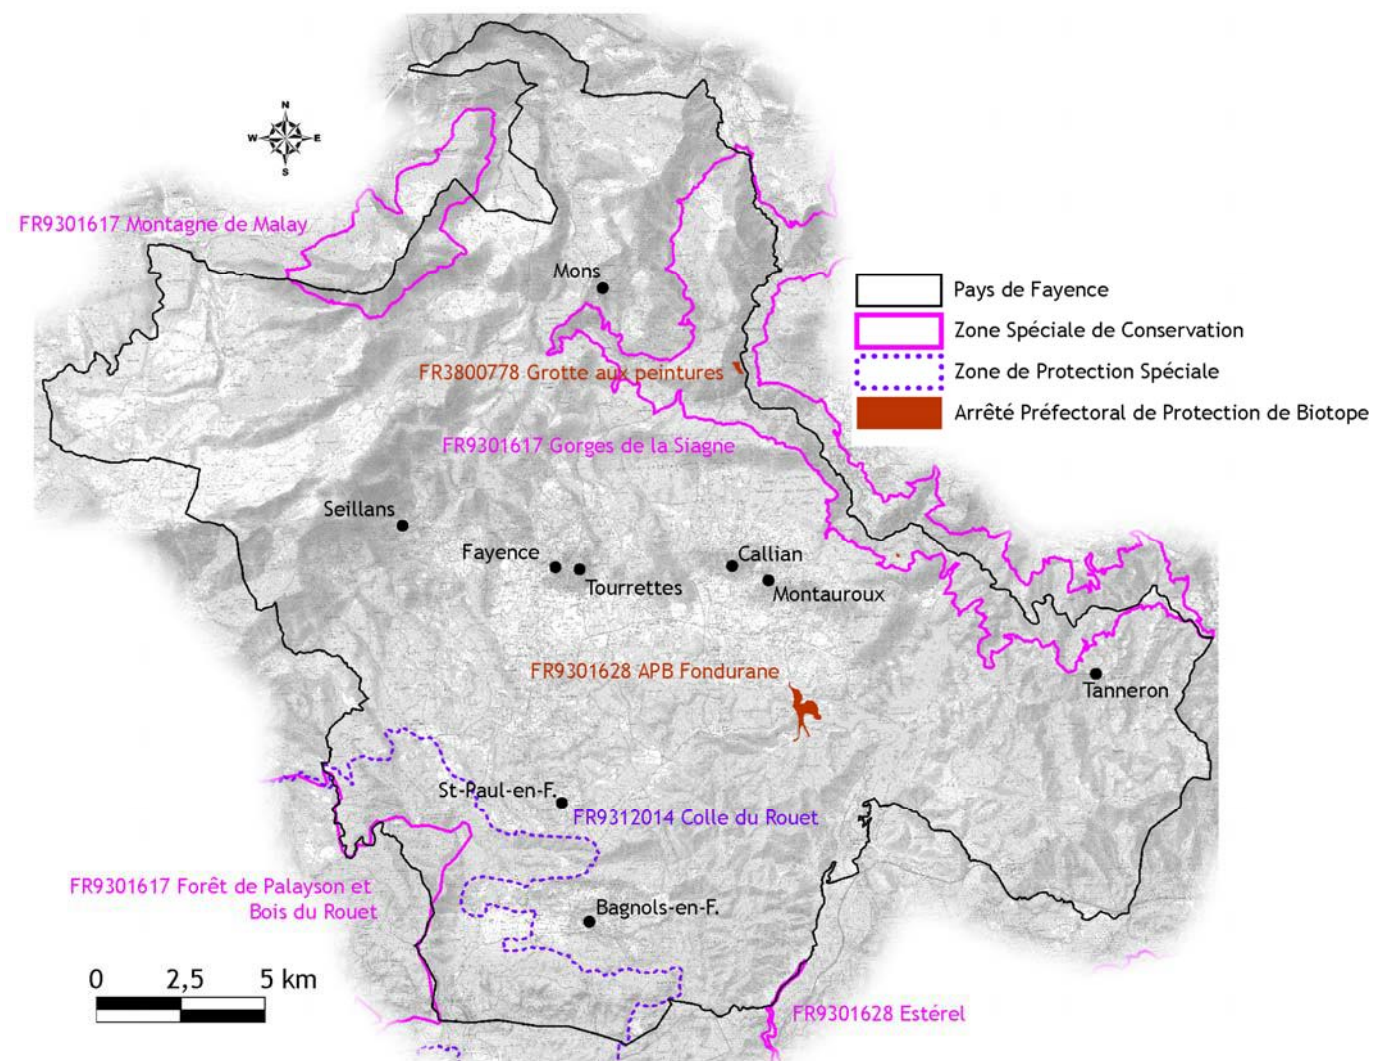 N
W E
S
FR9301617 Montagne de Malay
Mons
Pays de Fayence
Zone Spéciale de Conservation
Zone de Protection Spéciale
Arrêté Préfectoral de Protection de Biotope
FR3800778 Grotte aux peintures
FR9301617 Gorges de la Siagne
Seillans
Fayence
Tourrettes
Callian
Montauroux
FR9301628 APB Fondurane
Tanneron
St-Paul-en-F.
FR9312014 Colle du Rouet
FR9301617 Forêt de Palayson et
Bois du Rouet
Bagnols-en-F.
0 2,5 5 km
FR9301628 Estérel